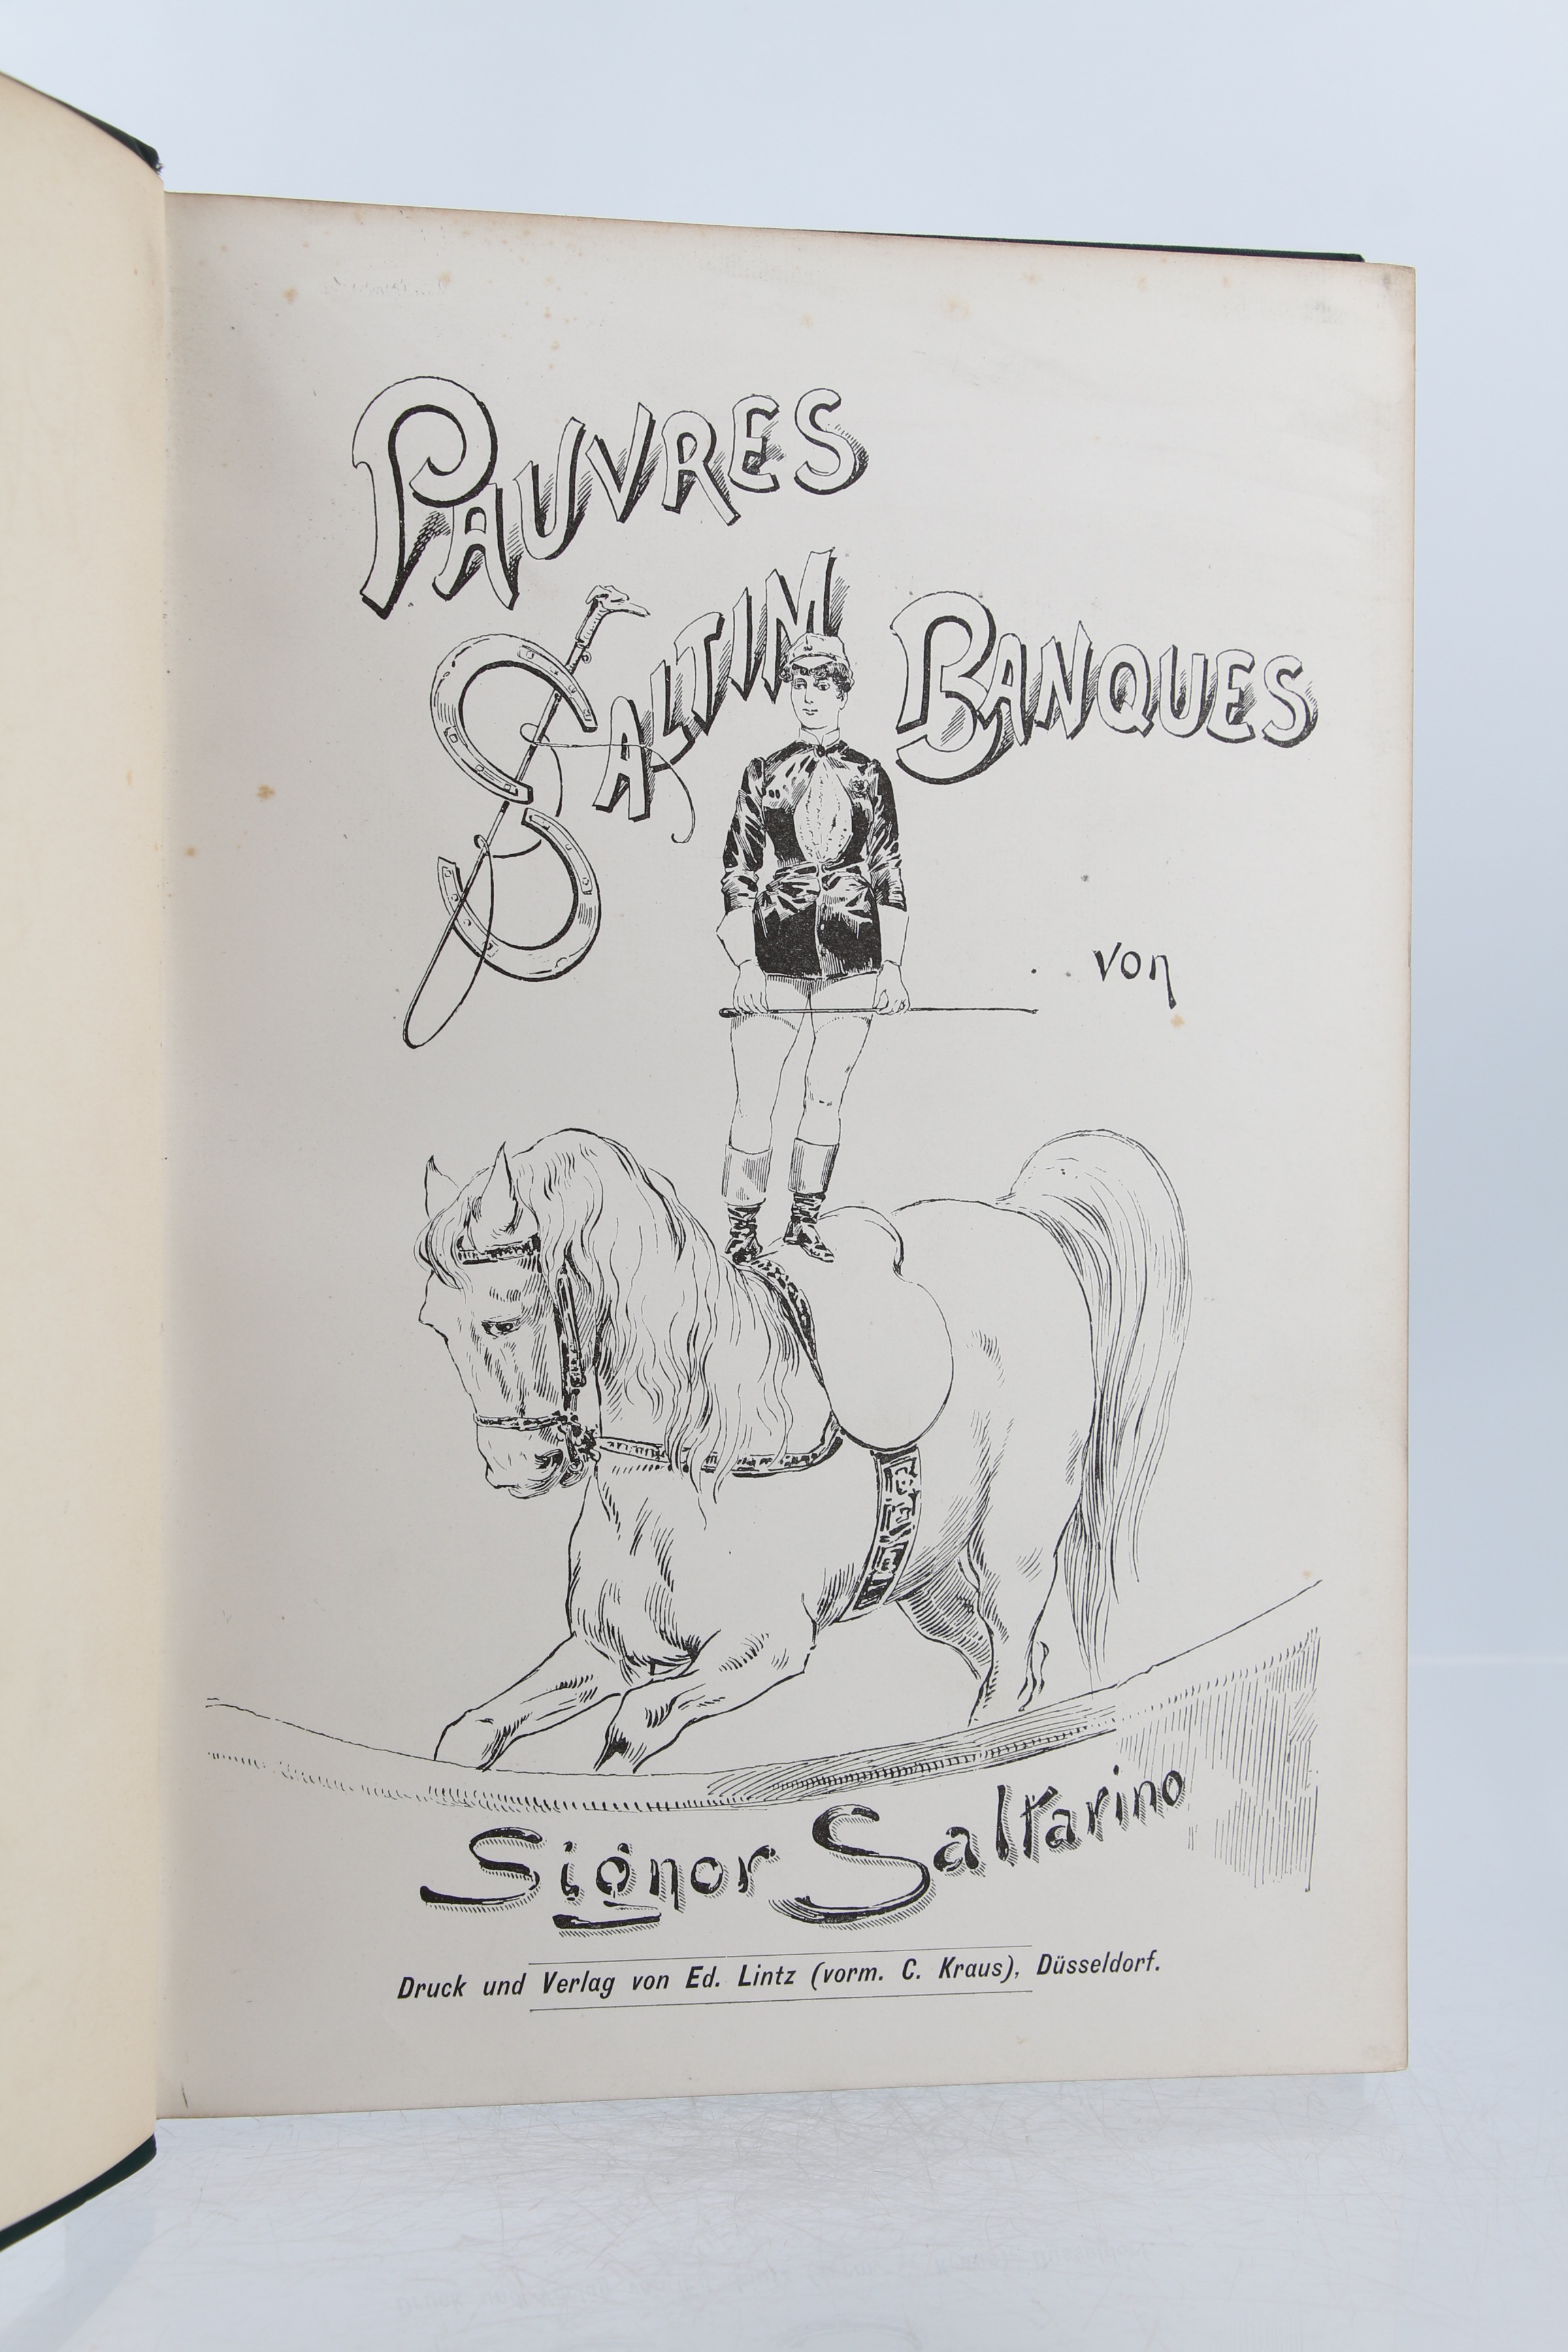 PAUVRES
SALTIMBANQUES
von
Signor Saltarino
Druck und Verlag von Ed. Lintz (vorm. C. Kraus), Düsseldorf.